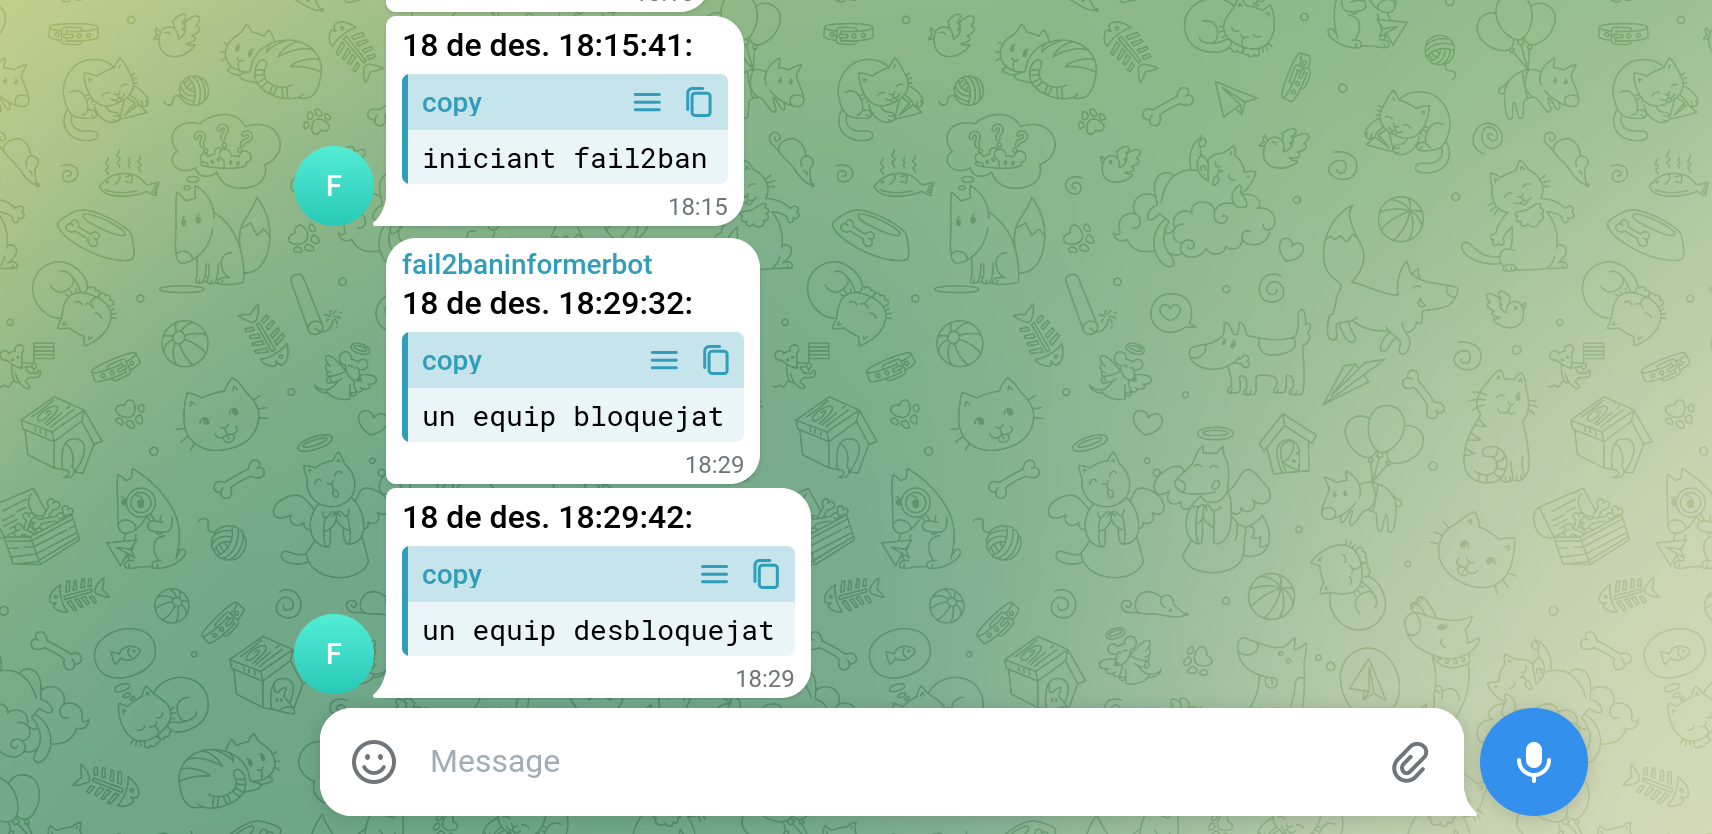 18 de des. 18:15:41:
copy
iniciant fail2ban
18:15
F
fail2baninformerbot
18 de des. 18:29:32:
copy
un equip bloquejat
18:29
18 de des. 18:29:42:
copy
un equip desbloquejat
18:29
F
Message